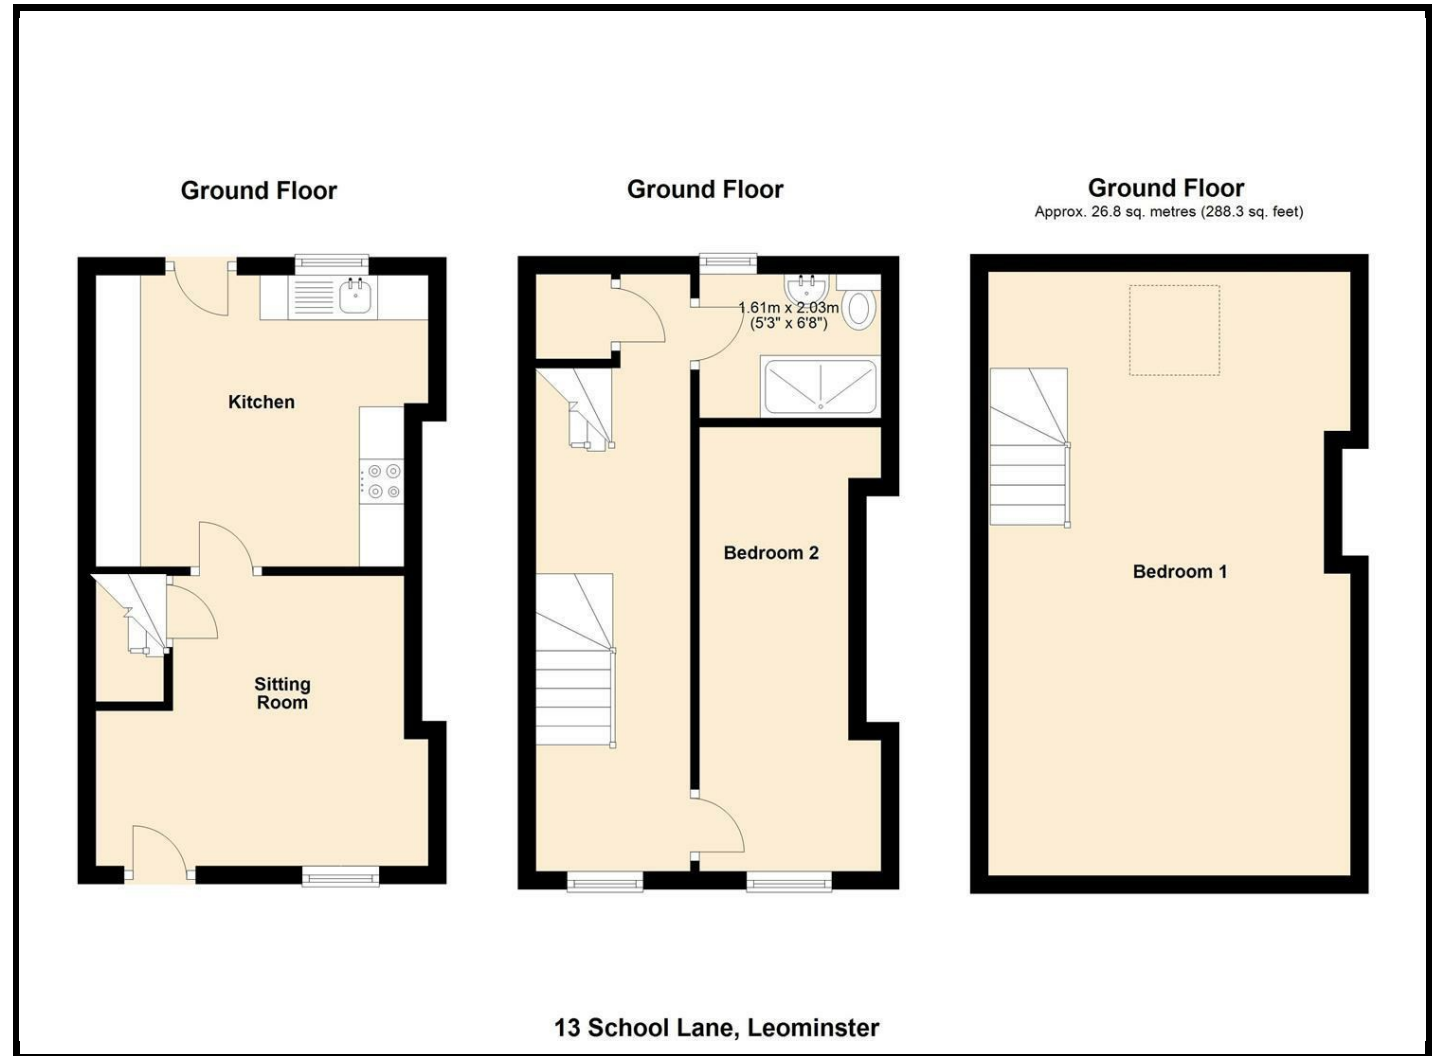 Ground Floor
Ground Floor
Ground Floor
Approx. 26.8 sq. metres (288.3 sq. feet)
1.61m x 2.03m
(5'3" x 6'8")
Kitchen
Bedroom 2
Bedroom 1
Sitting
Room
13 School Lane, Leominster